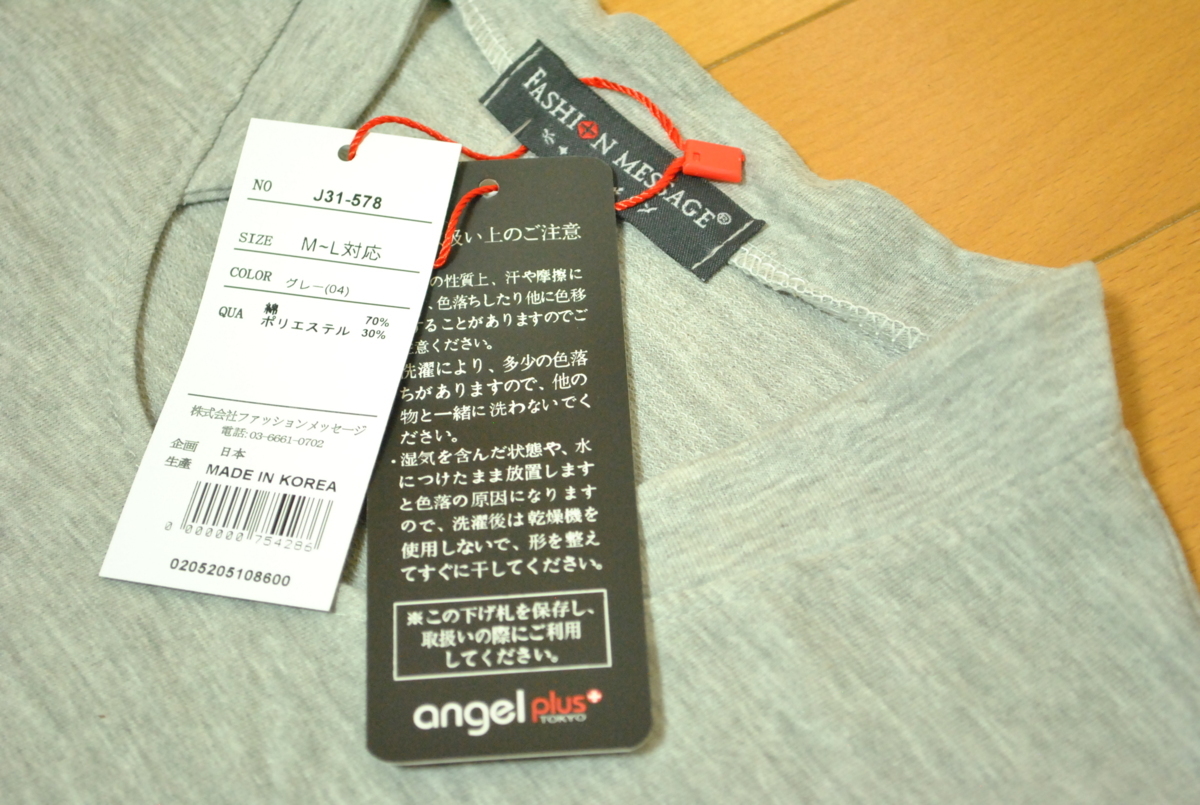 FASHION MESSAGE®
NO J31-578
SIZE M~L対応
COLOR グレー(04)
QUA 綿 70%
ポリエステル 30%
株式会社ファッションメッセージ
電話:03-6661-0702
企画 日本
生産 MADE IN KOREA
0 000000 754286
0205205108600
扱い上のご注意
の性質上、汗や摩擦に
、色落ちしたり他に色移
することがありますのでご
注意ください。
洗濯により、多少の色落
ちがありますので、他の
物と一緒に洗わないでく
ださい。
・湿気を含んだ状態や、水
につけたまま放置します
と色落の原因になります
ので、洗濯後は乾燥機を
使用しないで、形を整え
てすぐに干してください。
※この下げ札を保存し、
取扱いの際にご利用
してください。
angel plus+
TOKYO